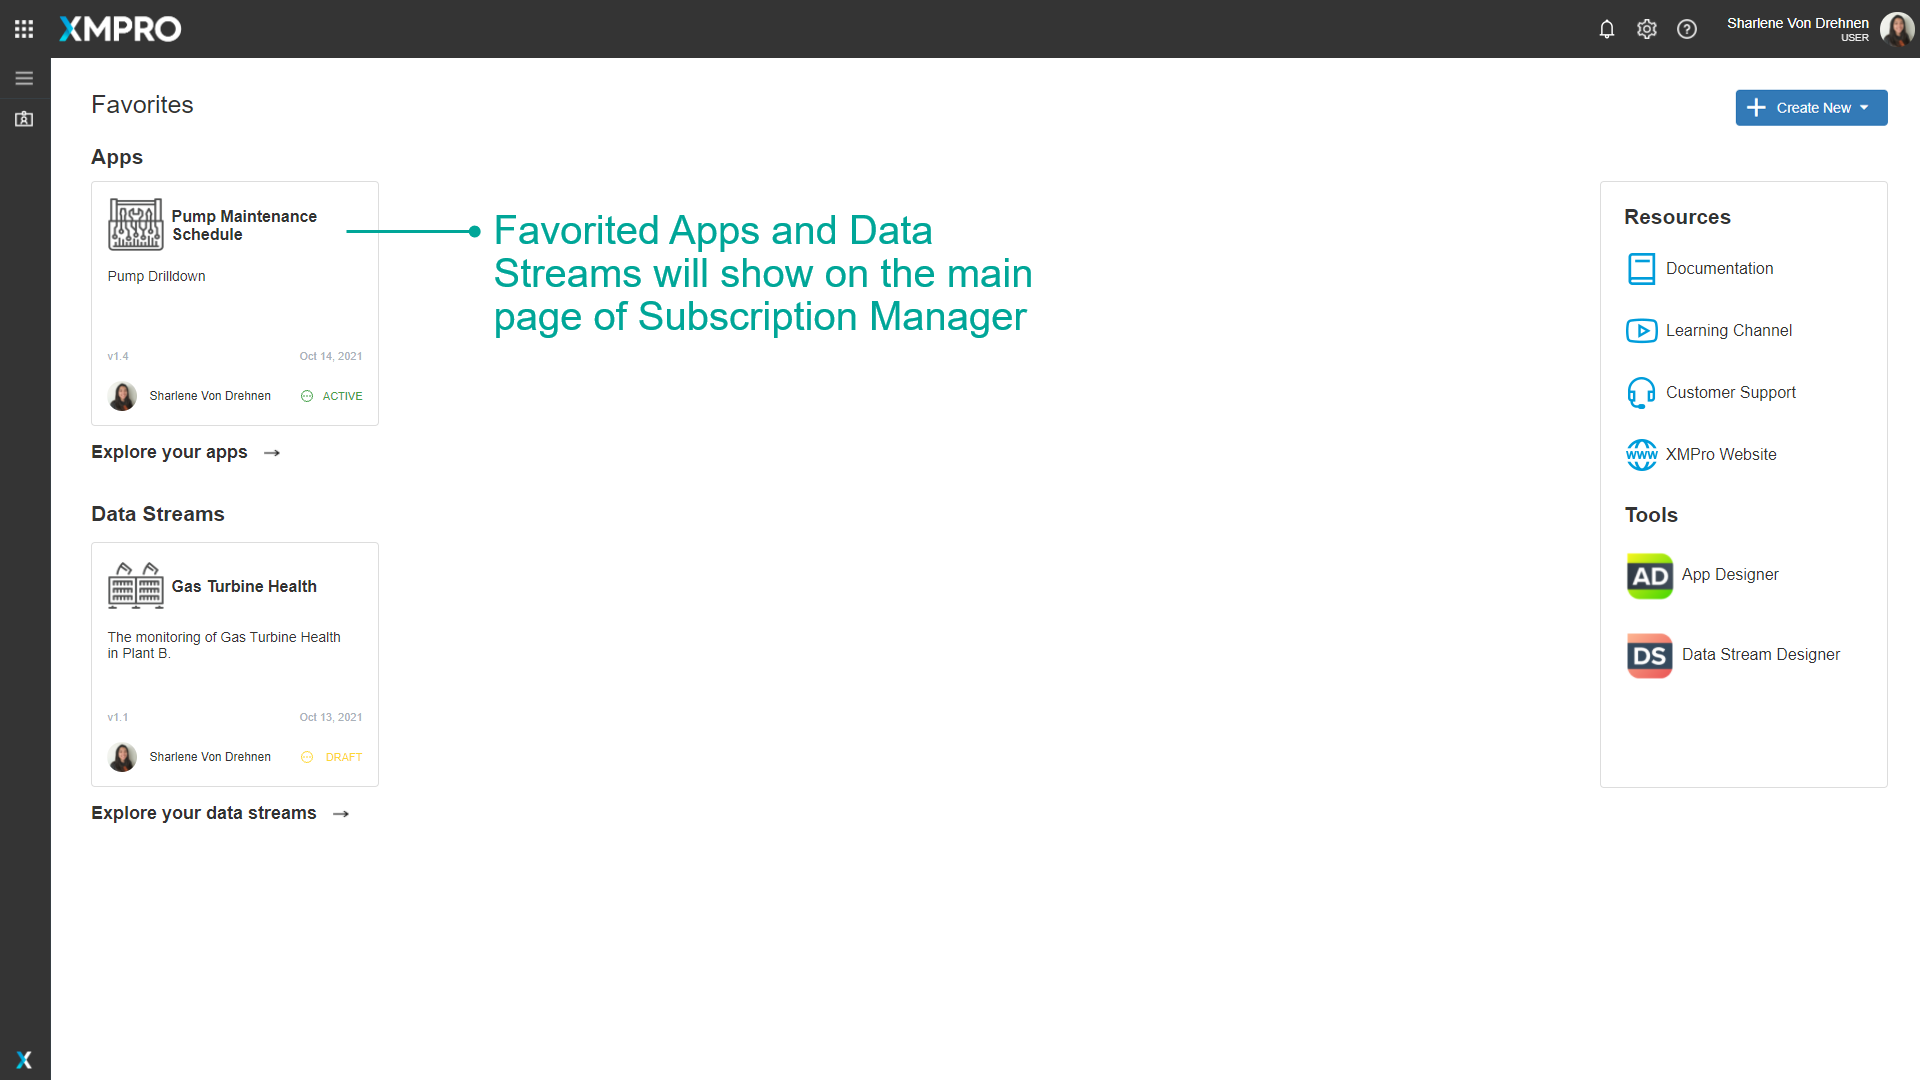 XMPRO
Sharlene Von Drehnen
USER
Favorites
Create New
Apps
Pump Maintenance
Schedule
Pump Drilldown
v1.4
Oct 14, 2021
Sharlene Von Drehnen
ACTIVE
Favorited Apps and Data
Streams will show on the main
page of Subscription Manager
Explore your apps →
Data Streams
Gas Turbine Health
The monitoring of Gas Turbine Health
in Plant B.
v1.1
Oct 13, 2021
Sharlene Von Drehnen
DRAFT
Explore your data streams →
Resources
Documentation
Learning Channel
Customer Support
www
XMPro Website
Tools
AD
App Designer
DS
Data Stream Designer
X